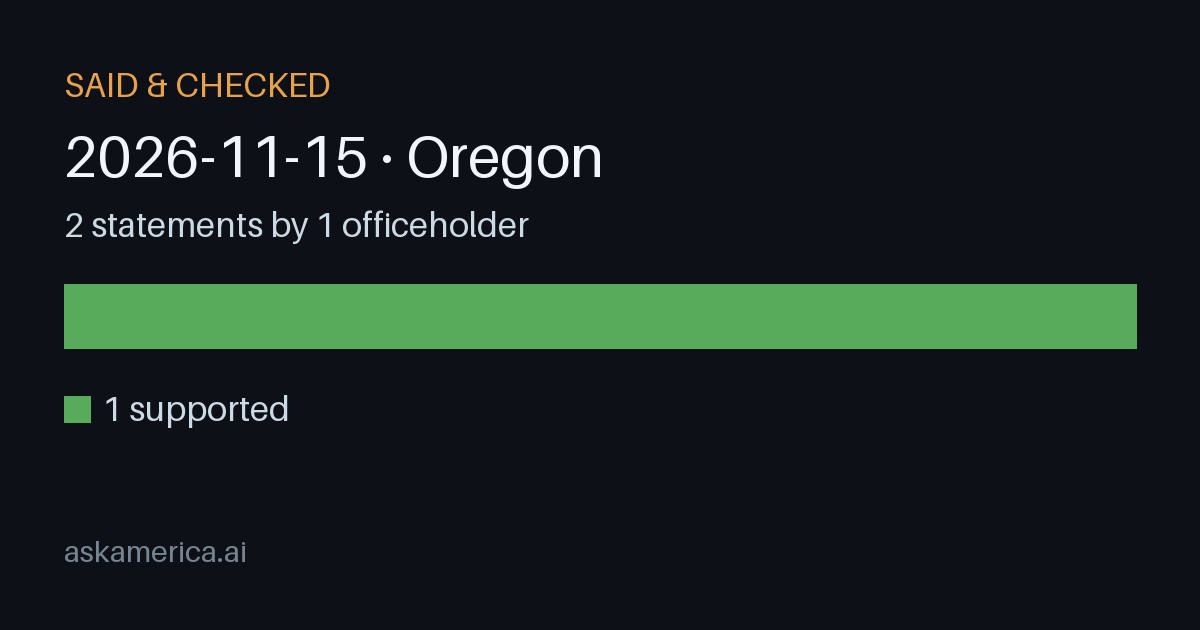 SAID & CHECKED
2026-11-15 · Oregon
2 statements by 1 officeholder
1 supported
askamerica.ai